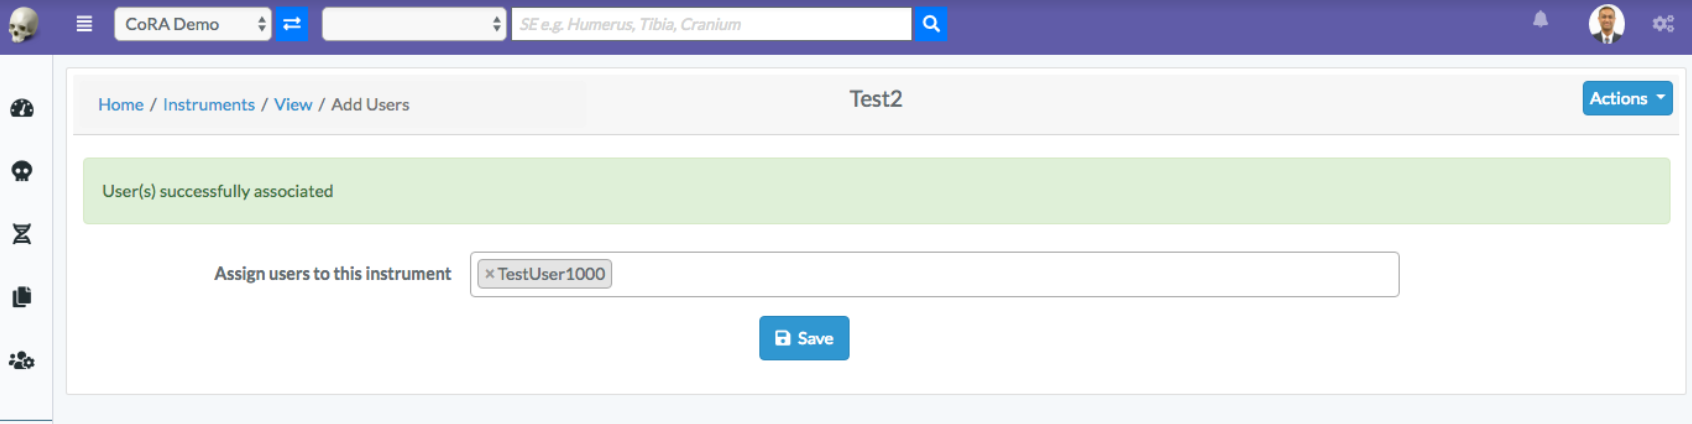 CoRA Demo
SE e.g. Humerus, Tibia, Cranium
Home / Instruments / View / Add Users
Test2
Actions
User(s) successfully associated
Assign users to this instrument
×TestUser1000
Save